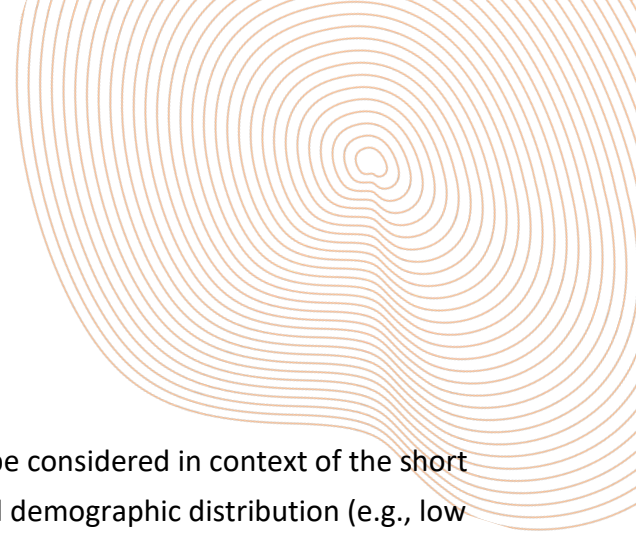 be considered in context of the short
demographic distribution (e.g., low